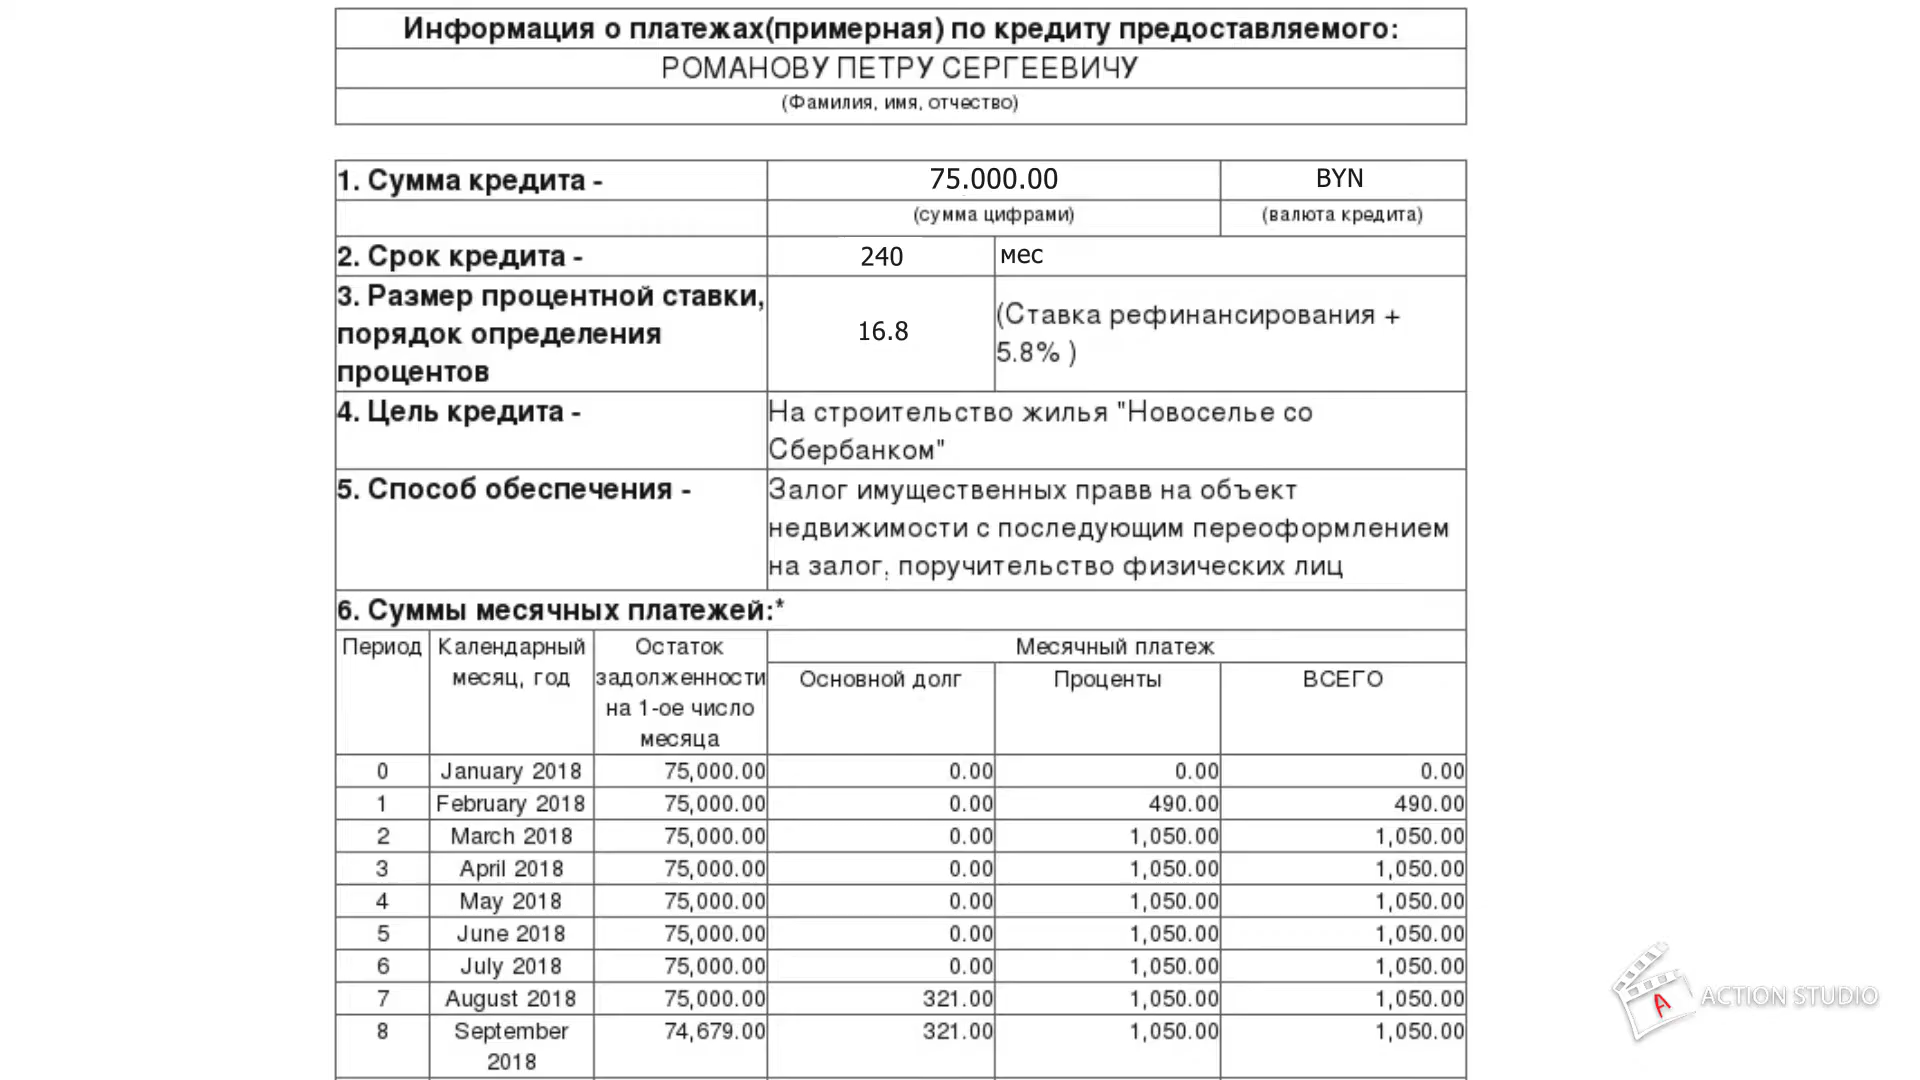 Информация о платежах(примерная) по кредиту предоставляемого:
РОМАНОВУ ПЕТРУ СЕРГЕЕВИЧУ
(Фамилия, имя, отчество)
1. Сумма кредита - 75.000.00 BYN
(сумма цифрами) (валюта кредита)
2. Срок кредита - 240 мес
3. Размер процентной ставки,
порядок определения
процентов
16.8
(Ставка рефинансирования +
5.8% )
4. Цель кредита -
На строительство жилья "Новоселье со
Сбербанком"
5. Способ обеспечения -
Залог имущественных правв на объект
недвижимости с последующим переоформлением
на залог, поручительство физических лиц
6. Суммы месячных платежей:*
Период
Календарный
месяц, год
Остаток
задолженности
на 1-ое число
месяца
Месячный платеж
Основной долг Проценты ВСЕГО
0 January 2018 75,000.00 0.00 0.00 0.00
1 February 2018 75,000.00 0.00 490.00 490.00
2 March 2018 75,000.00 0.00 1,050.00 1,050.00
3 April 2018 75,000.00 0.00 1,050.00 1,050.00
4 May 2018 75,000.00 0.00 1,050.00 1,050.00
5 June 2018 75,000.00 0.00 1,050.00 1,050.00
6 July 2018 75,000.00 0.00 1,050.00 1,050.00
7 August 2018 75,000.00 321.00 1,050.00 1,050.00
8 September 74,679.00 321.00 1,050.00 1,050.00
2018
A ACTION STUDIO